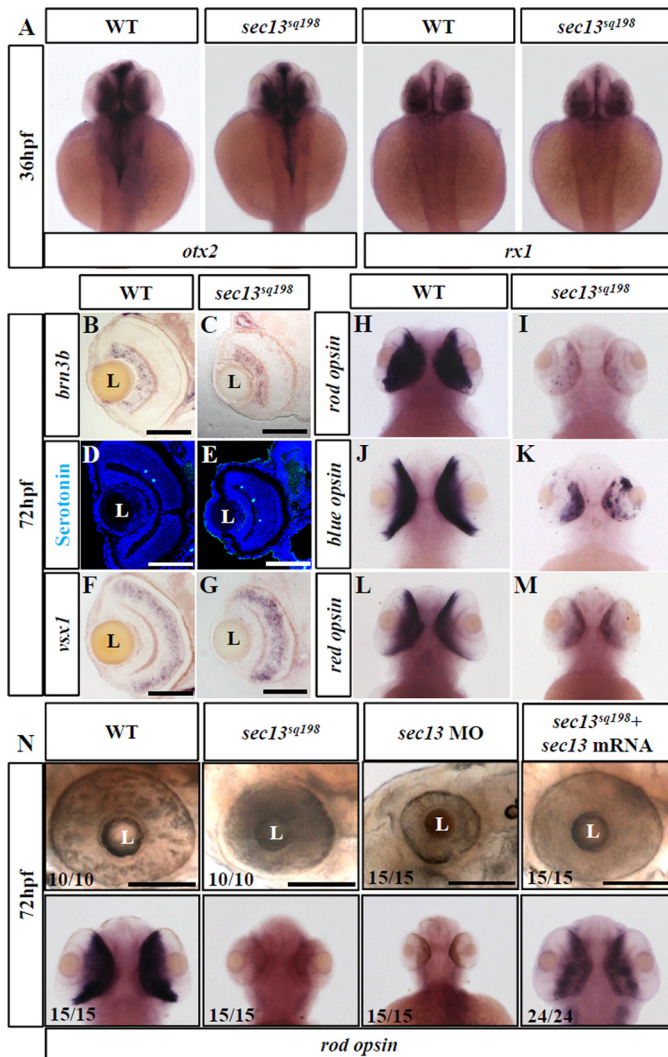 A
WT
sec13sq198
WT
sec13sq198
36hpf
otx2
rx1
WT
sec13sq198
WT
sec13sq198
72hpf
brn3b
B
L
C
rod opsin
H
I
Serotonin
D
L
E
blue opsin
J
K
vsx1
F
L
G
red opsin
L
M
N
WT
sec13sq198
sec13 MO
sec13sq198+
sec13 mRNA
72hpf
L
10/10
L
10/10
L
15/15
L
15/15
15/15
15/15
15/15
24/24
rod opsin